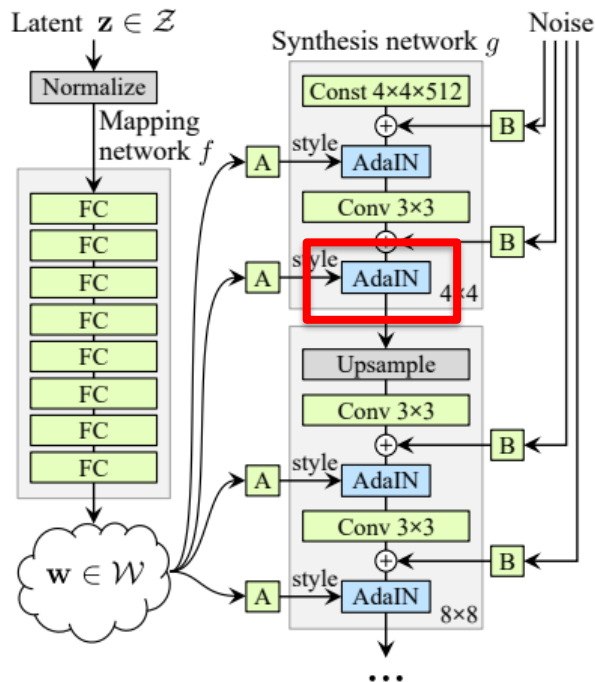 Latent z ∈ Z
Noise
Synthesis network g
Normalize
Const 4×4×512
Mapping
network f
B
style
A
AdaIN
FC
Conv 3×3
FC
B
FC
style
A
AdaIN
4×4
FC
FC
Upsample
FC
Conv 3×3
FC
B
FC
style
A
AdaIN
Conv 3×3
w ∈ W
B
style
A
AdaIN
8×8
...